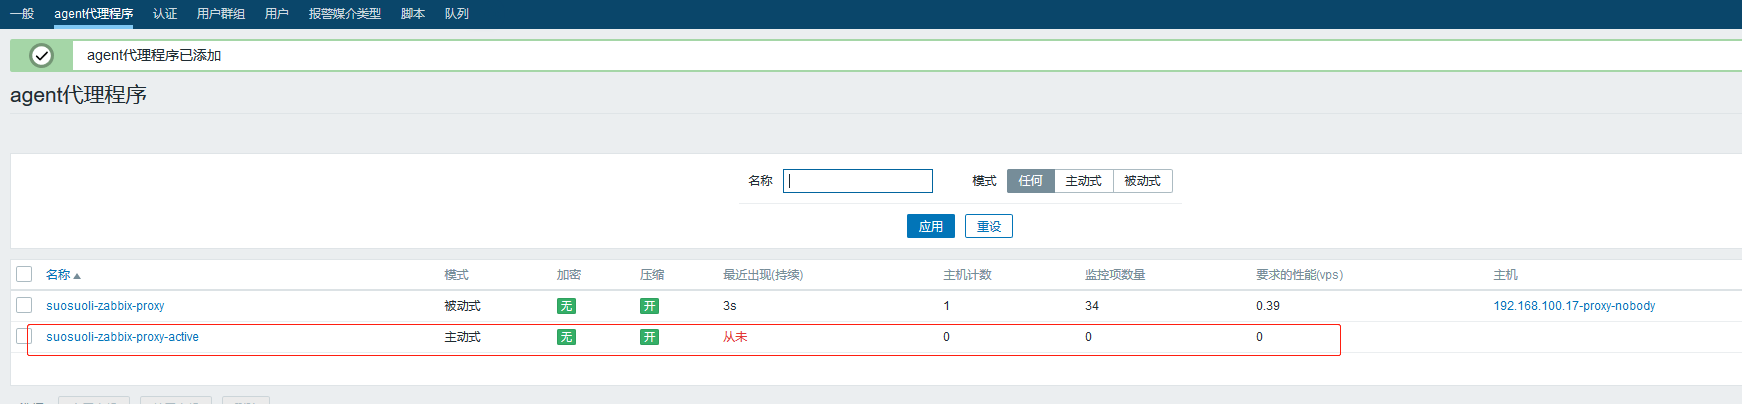 一般 agent代理程序 认证 用户群组 用户 报警媒介类型 脚本 队列
agent代理程序已添加
agent代理程序
名称 模式 任何 主动式 被动式
应用 重设
名称 模式 加密 压缩 最近出现(持续) 主机计数 监控项数量 要求的性能(vps) 主机
suosuoli-zabbix-proxy 被动式 无 开 3s 1 34 0.39 192.168.100.17-proxy-nobody
suosuoli-zabbix-proxy-active 主动式 无 开 从未 0 0 0